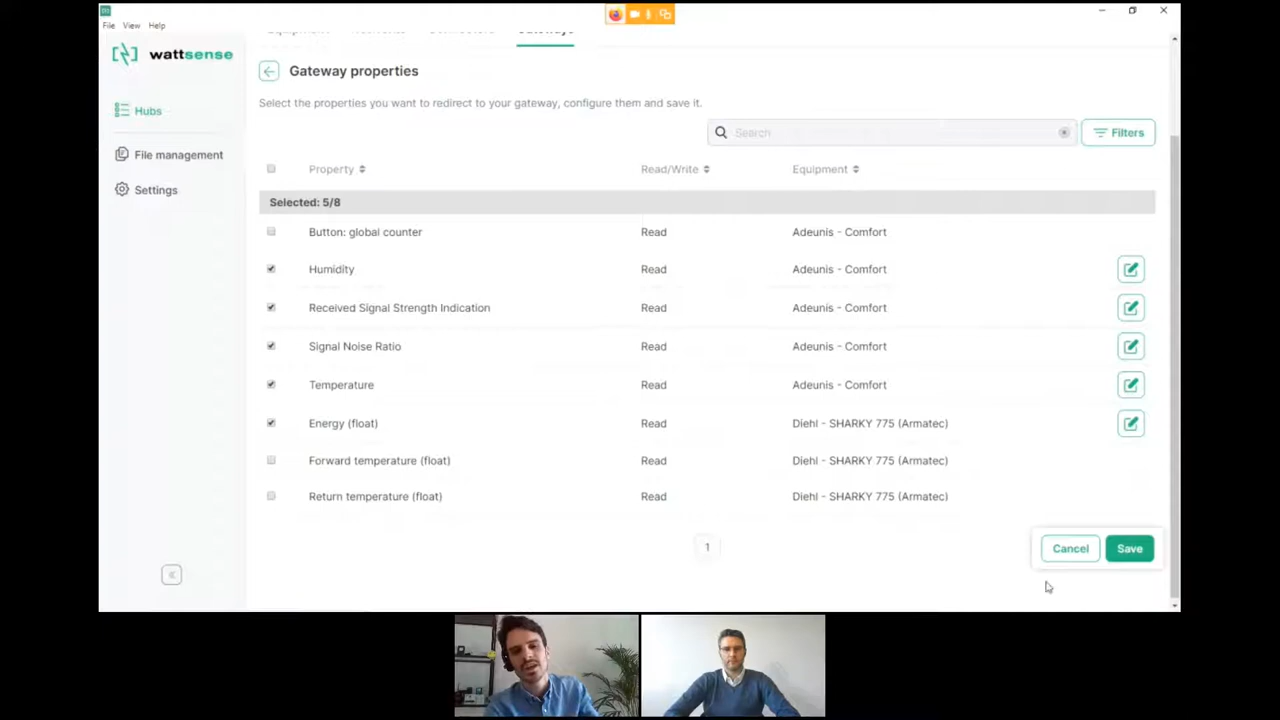 File View Help
wattsense
Gateways
Hubs
File management
Settings
Gateway properties
Select the properties you want to redirect to your gateway, configure them and save it.
Search
Filters
Property Read/Write Equipment
Selected: 5/8
Button: global counter Read Adeunis - Comfort
Humidity Read Adeunis - Comfort
Received Signal Strength Indication Read Adeunis - Comfort
Signal Noise Ratio Read Adeunis - Comfort
Temperature Read Adeunis - Comfort
Energy (float) Read Diehl - SHARKY 775 (Armatec)
Forward temperature (float) Read Diehl - SHARKY 775 (Armatec)
Return temperature (float) Read Diehl - SHARKY 775 (Armatec)
1
Cancel Save